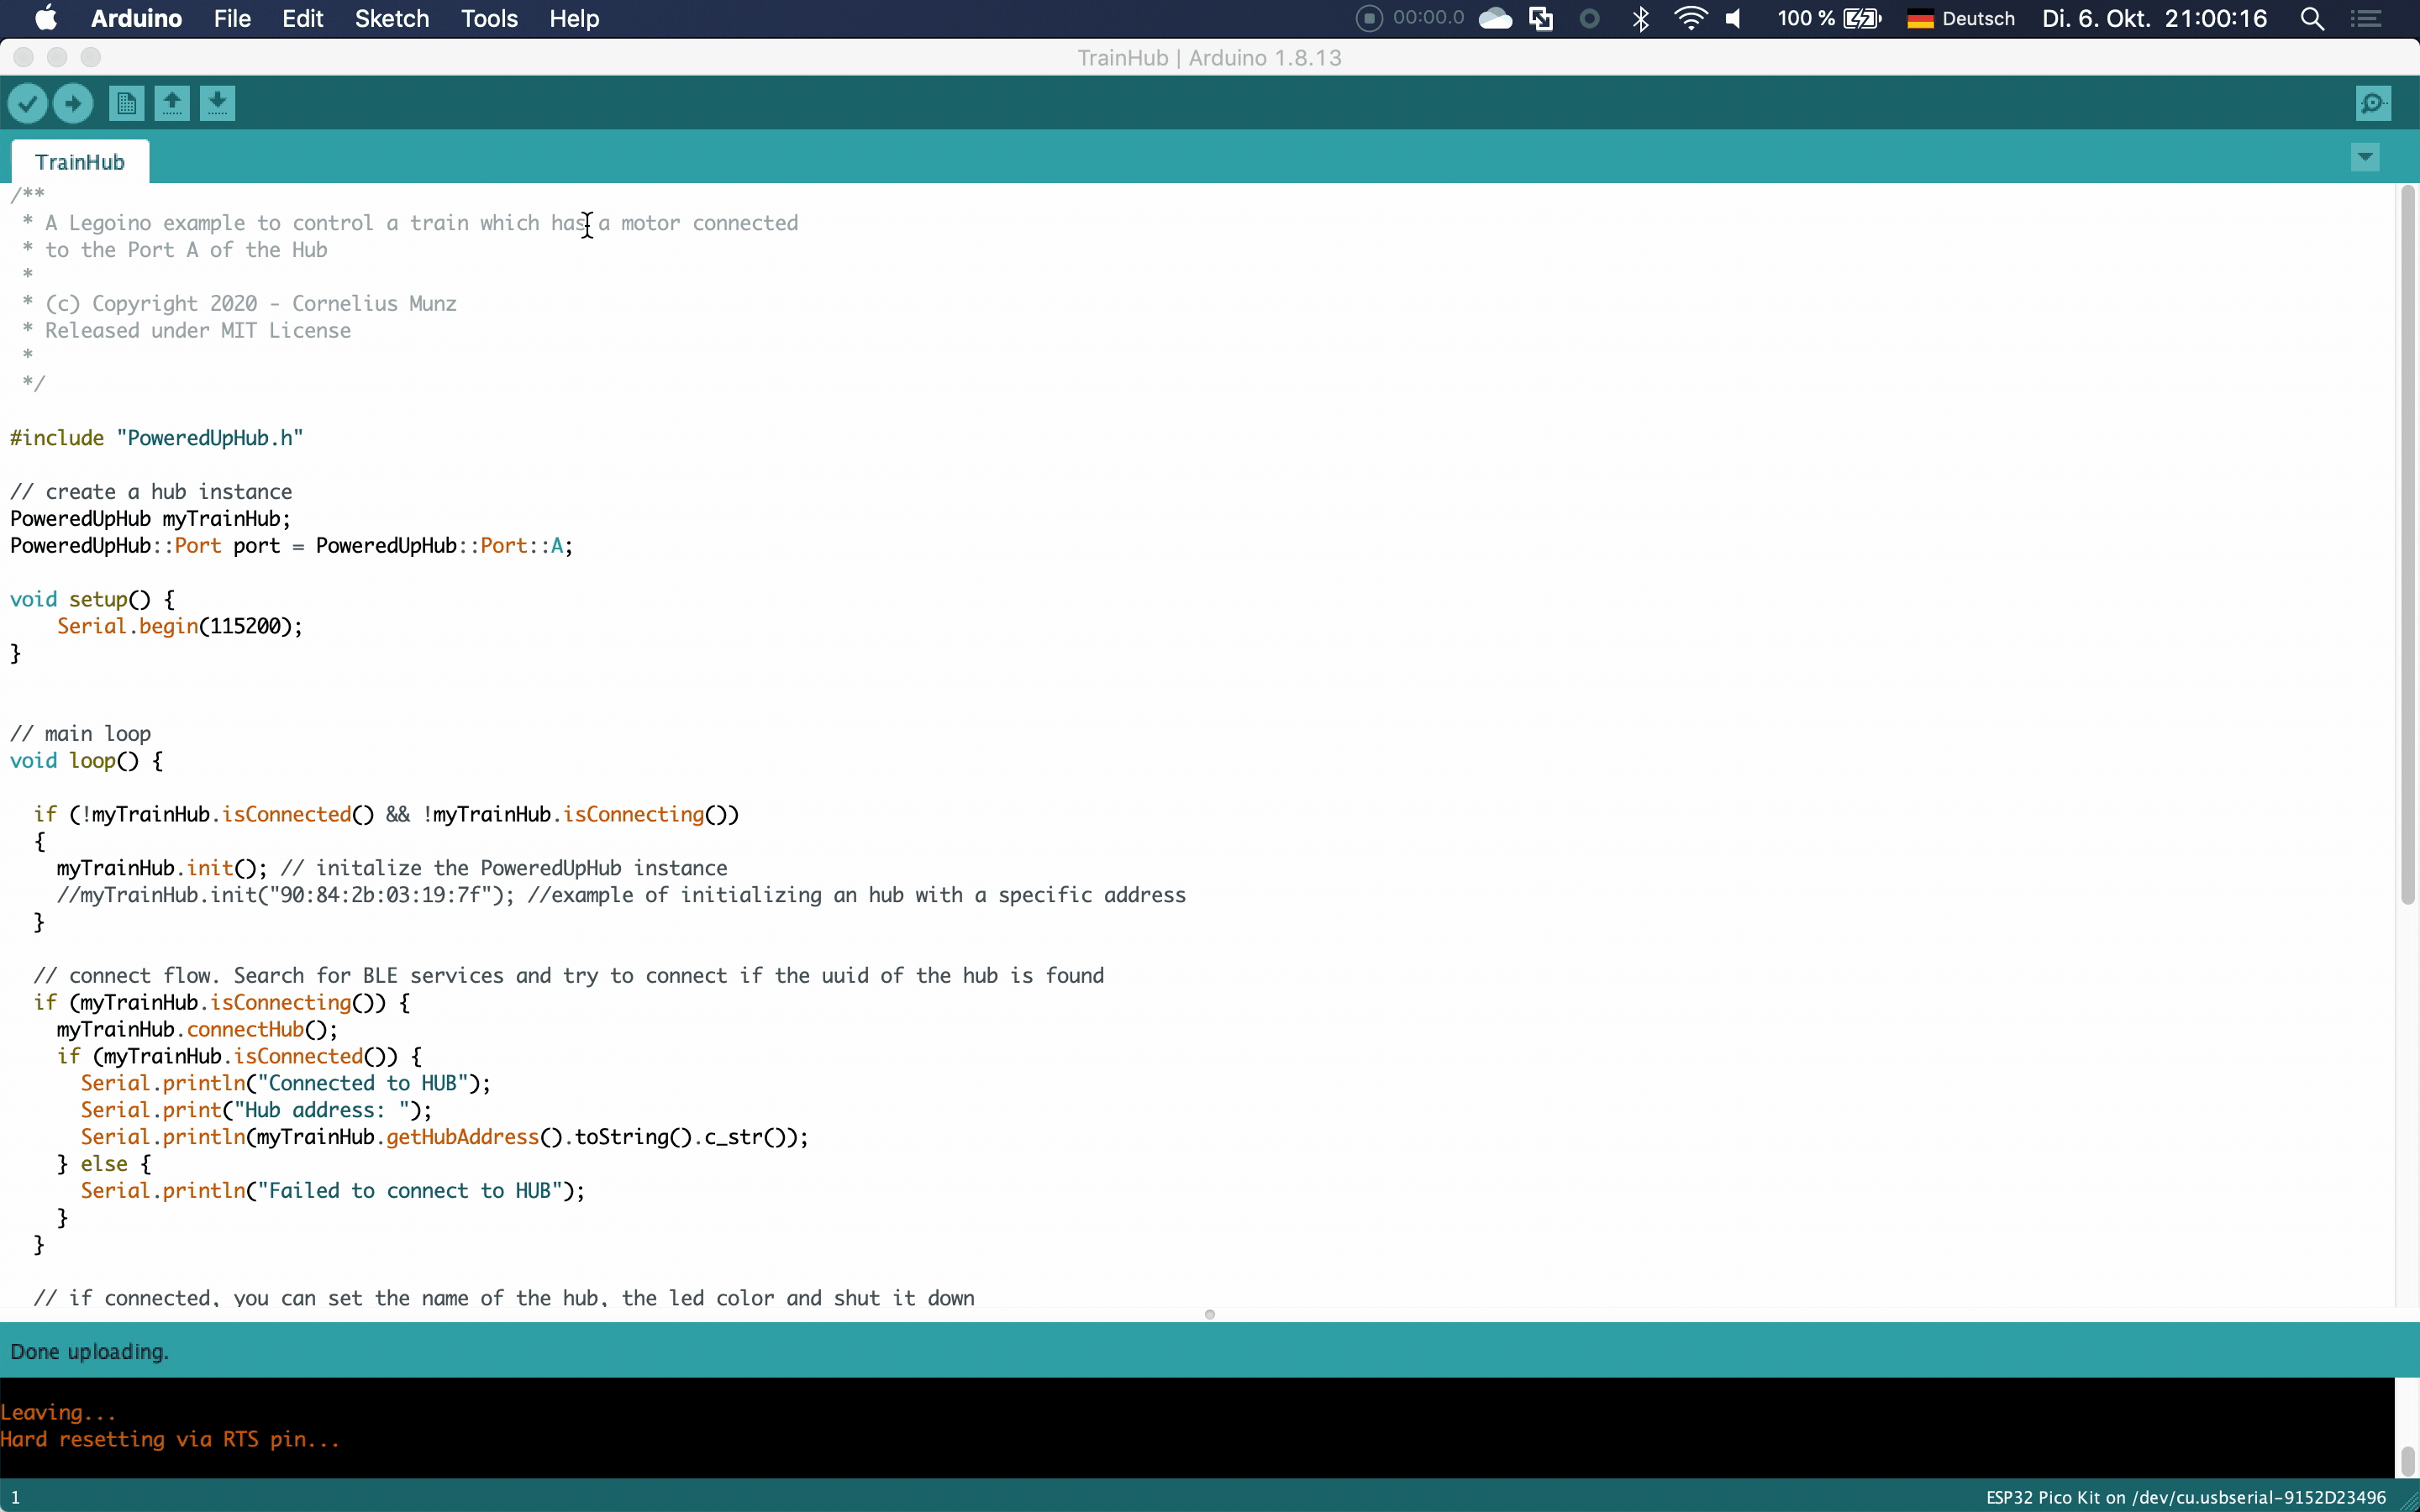 Arduino File Edit Sketch Tools Help 00:00.0 100 % Deutsch Di. 6. Okt. 21:00:16
TrainHub | Arduino 1.8.13
TrainHub
/**
* A Legoino example to control a train which has a motor connected
* to the Port A of the Hub
*
* (c) Copyright 2020 - Cornelius Munz
* Released under MIT License
*
*/
#include "PoweredUpHub.h"
// create a hub instance
PoweredUpHub myTrainHub;
PoweredUpHub::Port port = PoweredUpHub::Port::A;
void setup() {
Serial.begin(115200);
}
// main loop
void loop() {
if (!myTrainHub.isConnected() && !myTrainHub.isConnecting())
{
myTrainHub.init(); // initalize the PoweredUpHub instance
//myTrainHub.init("90:84:2b:03:19:7f"); //example of initializing an hub with a specific address
}
// connect flow. Search for BLE services and try to connect if the uuid of the hub is found
if (myTrainHub.isConnecting()) {
myTrainHub.connectHub();
if (myTrainHub.isConnected()) {
Serial.println("Connected to HUB");
Serial.print("Hub address: ");
Serial.println(myTrainHub.getHubAddress().toString().c_str());
} else {
Serial.println("Failed to connect to HUB");
}
}
// if connected, you can set the name of the hub, the led color and shut it down
Done uploading.
Leaving...
Hard resetting via RTS pin...
1 ESP32 Pico Kit on /dev/cu.usbserial-9152D23496